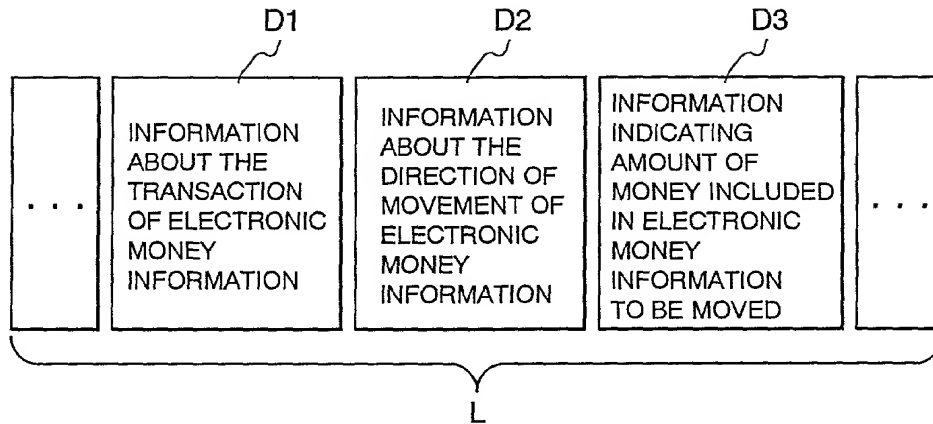 D1
D2
D3
. . .
INFORMATION
ABOUT THE
TRANSACTION
OF ELECTRONIC
MONEY
INFORMATION
INFORMATION
ABOUT THE
DIRECTION OF
MOVEMENT OF
ELECTRONIC
MONEY
INFORMATION
INFORMATION
INDICATING
AMOUNT OF
MONEY INCLUDED
IN ELECTRONIC
MONEY
INFORMATION
TO BE MOVED
. . .
L